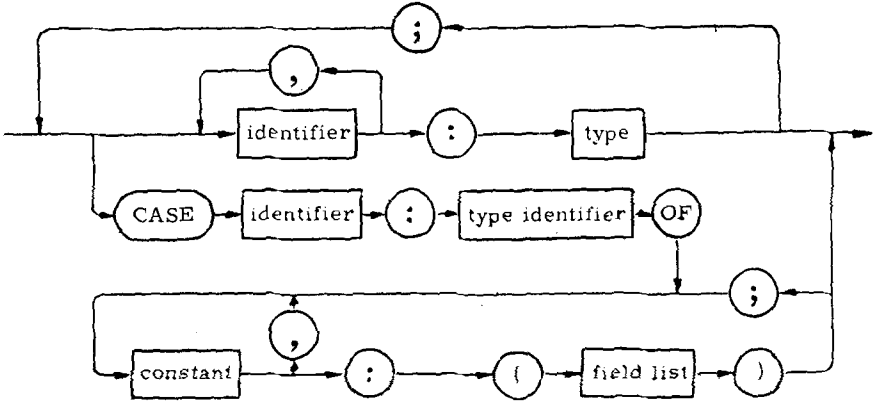 ;
,
identifier : type
CASE identifier : type identifier OF
;
,
constant : ( field list )